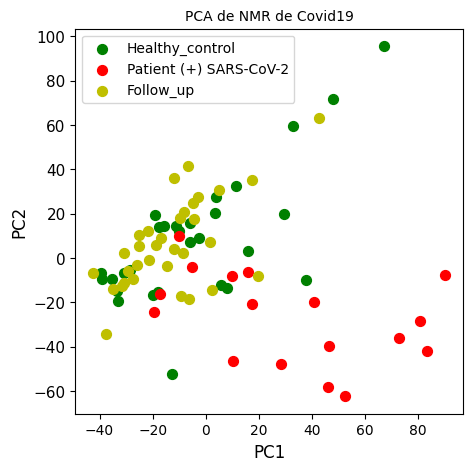 PCA de NMR de Covid19
Healthy_control
Patient (+) SARS-CoV-2
Follow_up
100
80
60
40
20
0
−20
−40
−60
PC2
−40 −20 0 20 40 60 80
PC1